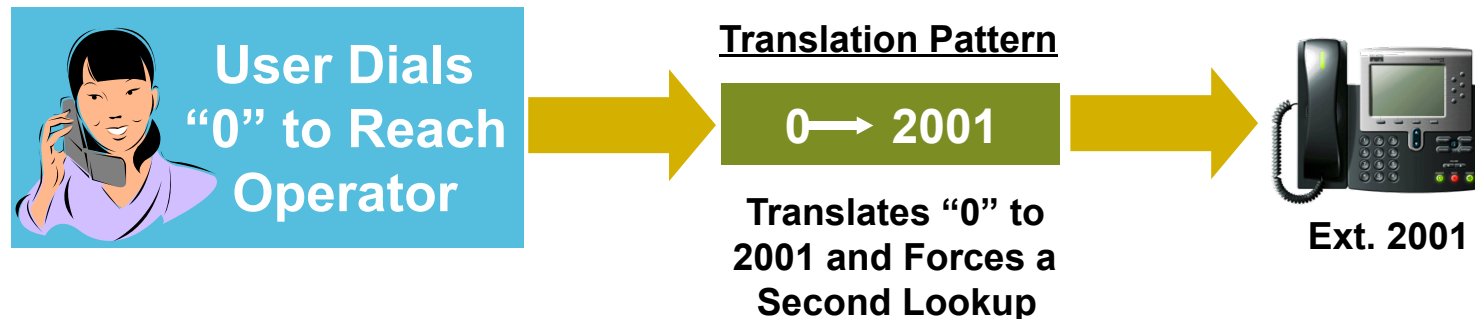 User Dials
“0” to Reach
Operator
Translation Pattern
0 → 2001
Translates “0” to
2001 and Forces a
Second Lookup
Ext. 2001